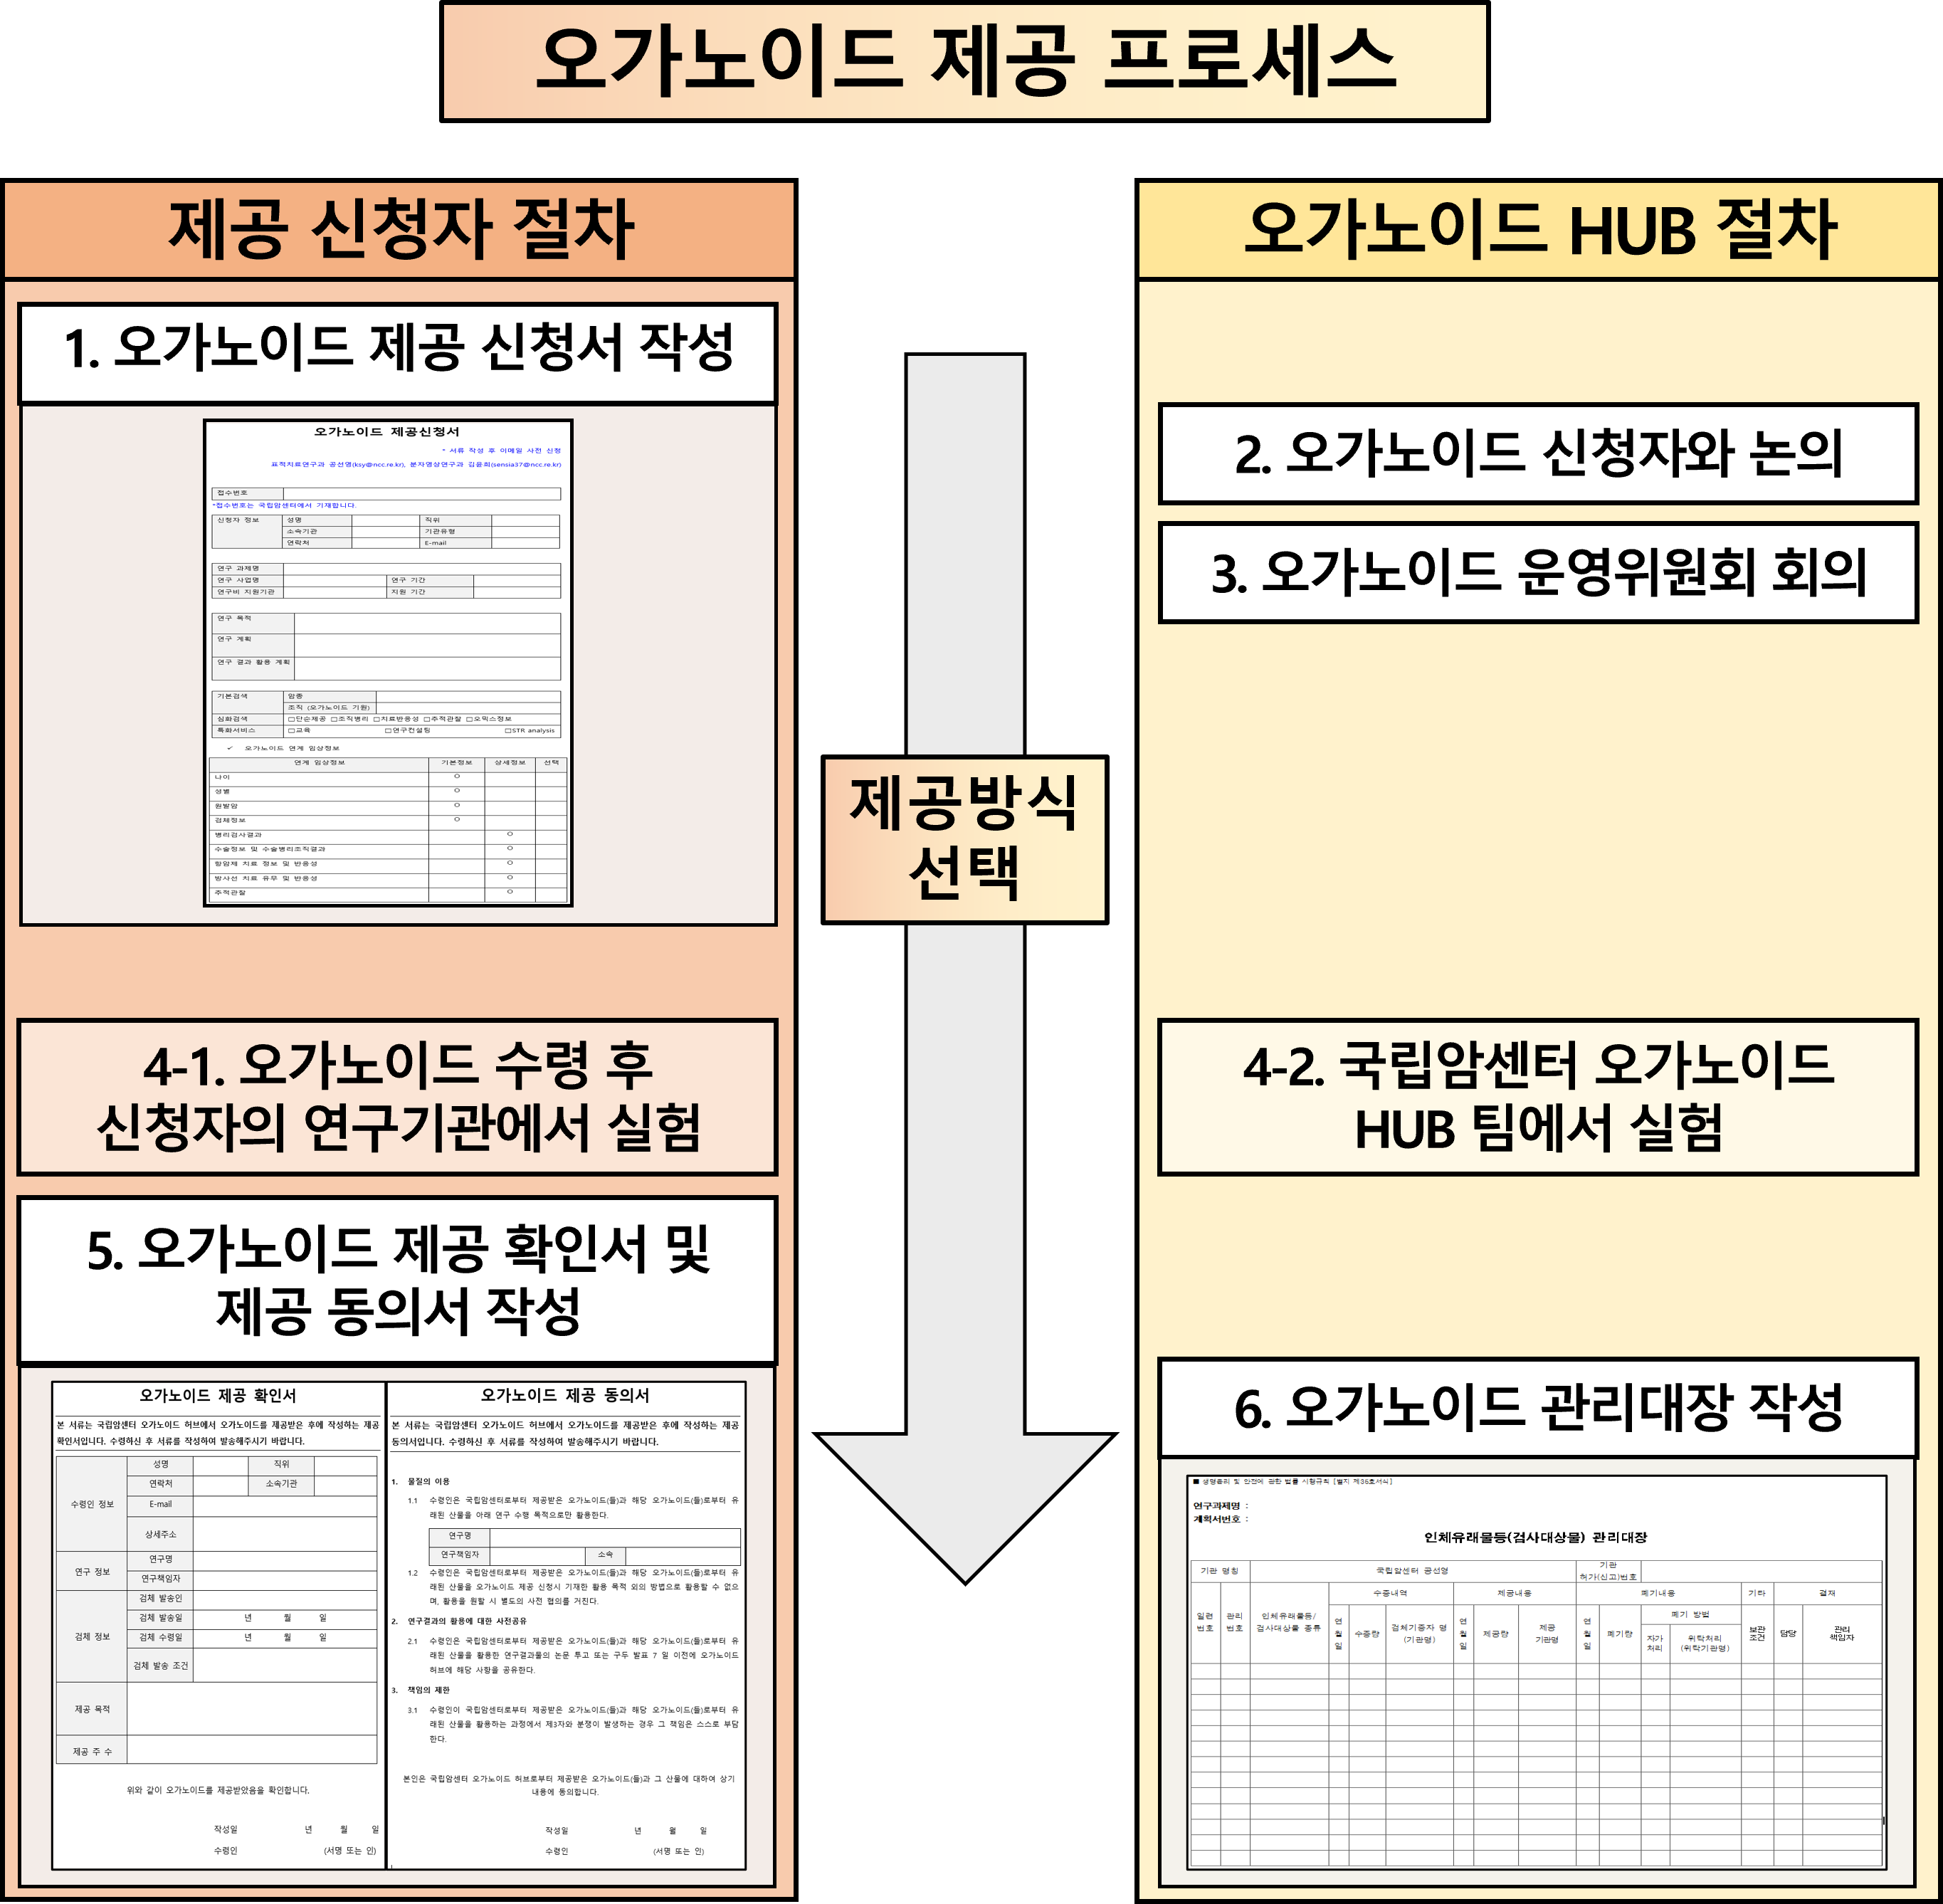 오가노이드 제공 프로세스
제공 신청자 절차
1. 오가노이드 제공 신청서 작성
오가노이드 제공신청서
* 서류 작성 후 이메일 사전 신청
표적치료연구과 공선영(ksy@ncc.re.kr), 분자영상연구과 김윤희(sensia37@ncc.re.kr)
접수번호
*접수번호는 국립암센터에서 기재합니다.
신청자 정보 성명 직위
소속기관 기관유형
연락처 E-mail
연구 과제명
연구 사업명 연구 기간
연구비 지원기관 지원 기간
연구 목적
연구 계획
연구 결과 활용 계획
기본검색 암종
조직 (오가노이드 기원)
심화검색 □단순제공 □조직병리 □치료반응성 □추적관찰 □오믹스정보
특화서비스 □교육 □연구컨설팅 □STR analysis
✓ 오가노이드 연계 임상정보
연계 임상정보 기본정보 상세정보 선택
나이 O
성별 O
원발암 O
검체정보 O
병리검사결과 O
수술정보 및 수술병리조직결과 O
항암제 치료 정보 및 반응성 O
방사선 치료 유무 및 반응성 O
추적관찰 O
4-1. 오가노이드 수령 후
신청자의 연구기관에서 실험
5. 오가노이드 제공 확인서 및
제공 동의서 작성
오가노이드 제공 확인서
본 서류는 국립암센터 오가노이드 허브에서 오가노이드를 제공받은 후에 작성하는 제공
확인서입니다. 수령하신 후 서류를 작성하여 발송해주시기 바랍니다.
수령인 정보 성명 직위
연락처 소속기관
E-mail
상세주소
연구 정보 연구명
연구책임자
검체 정보 검체 발송인
검체 발송일 년 월 일
검체 수령일 년 월 일
검체 발송 조건
제공 목적
제공 주 수
위와 같이 오가노이드를 제공받았음을 확인합니다.
작성일 년 월 일
수령인 (서명 또는 인)
오가노이드 제공 동의서
본 서류는 국립암센터 오가노이드 허브에서 오가노이드를 제공받은 후에 작성하는 제공
동의서입니다. 수령하신 후 서류를 작성하여 발송해주시기 바랍니다.
1. 물질의 이용
1.1 수령인은 국립암센터로부터 제공받은 오가노이드(들)과 해당 오가노이드(들)로부터 유
래된 산물을 아래 연구 수행 목적으로만 활용한다.
연구명
연구책임자 소속
1.2 수령인은 국립암센터로부터 제공받은 오가노이드(들)과 해당 오가노이드(들)로부터 유
래된 산물을 오가노이드 제공 신청시 기재한 활용 목적 외의 방법으로 활용할 수 없으
며, 활용을 원할 시 별도의 사전 협의를 거친다.
2. 연구결과의 활용에 대한 사전공유
2.1 수령인은 국립암센터로부터 제공받은 오가노이드(들)과 해당 오가노이드(들)로부터 유
래된 산물을 활용한 연구결과물의 논문 투고 또는 구두 발표 7 일 이전에 오가노이드
허브에 해당 사항을 공유한다.
3. 책임의 제한
3.1 수령인이 국립암센터로부터 제공받은 오가노이드(들)과 해당 오가노이드(들)로부터 유
래된 산물을 활용하는 과정에서 제3자와 분쟁이 발생하는 경우 그 책임은 스스로 부담
한다.
본인은 국립암센터 오가노이드 허브로부터 제공받은 오가노이드(들)과 그 산물에 대하여 상기
내용에 동의합니다.
작성일 년 월 일
수령인 (서명 또는 인)
제공방식
선택
오가노이드 HUB 절차
2. 오가노이드 신청자와 논의
3. 오가노이드 운영위원회 회의
4-2. 국립암센터 오가노이드
HUB 팀에서 실험
6. 오가노이드 관리대장 작성
■ 생명윤리 및 안전에 관한 법률 시행규칙 [별지 제36호서식]
연구과제명 :
계획서번호 :
인체유래물등(검사대상물) 관리대장
기관 명칭 국립암센터 공선영 기관
허가(신고)번호
일련
번호
관리
번호
인체유래물등/
검사대상물 종류
수증내역 제공내용 폐기내용 기타 결재
연
월
일
수증량
검체기증자 명
(기관명)
연
월
일
제공량
제공
기관명
연
월
일
폐기량
폐기 방법
자가
처리
위탁처리
(위탁기관명)
보관
조건
담당
관리
책임자